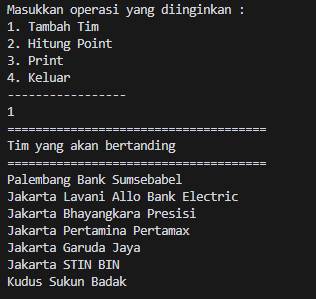 Masukkan operasi yang diinginkan :
1. Tambah Tim
2. Hitung Point
3. Print
4. Keluar
-----------------
1
=====================================
Tim yang akan bertanding
=====================================
Palembang Bank Sumsebabel
Jakarta Lavani Allo Bank Electric
Jakarta Bhayangkara Presisi
Jakarta Pertamina Pertamax
Jakarta Garuda Jaya
Jakarta STIN BIN
Kudus Sukun Badak